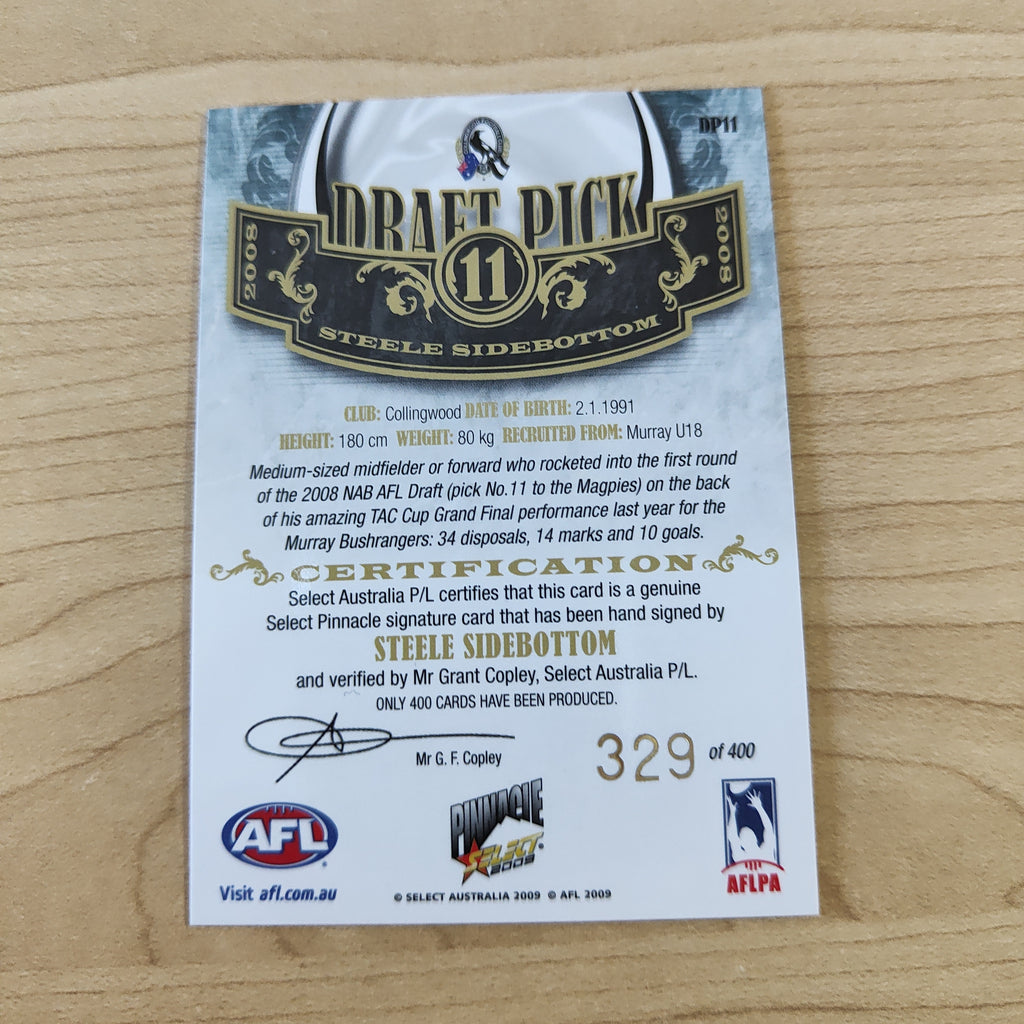 DP11
DRAFT PICK
2008
11
2008
STEELE SIDEBOTTOM
CLUB: Collingwood DATE OF BIRTH: 2.1.1991
HEIGHT: 180 cm WEIGHT: 80 kg RECRUITED FROM: Murray U18
Medium-sized midfielder or forward who rocketed into the first round
of the 2008 NAB AFL Draft (pick No.11 to the Magpies) on the back
of his amazing TAC Cup Grand Final performance last year for the
Murray Bushrangers: 34 disposals, 14 marks and 10 goals.
CERTIFICATION
Select Australia P/L certifies that this card is a genuine
Select Pinnacle signature card that has been hand signed by
STEELE SIDEBOTTOM
and verified by Mr Grant Copley, Select Australia P/L.
ONLY 400 CARDS HAVE BEEN PRODUCED.
Mr G. F. Copley
329 of 400
AFL
Visit afl.com.au
PINNACLE
SELECT
2009
© SELECT AUSTRALIA 2009 © AFL 2009
AFLPA